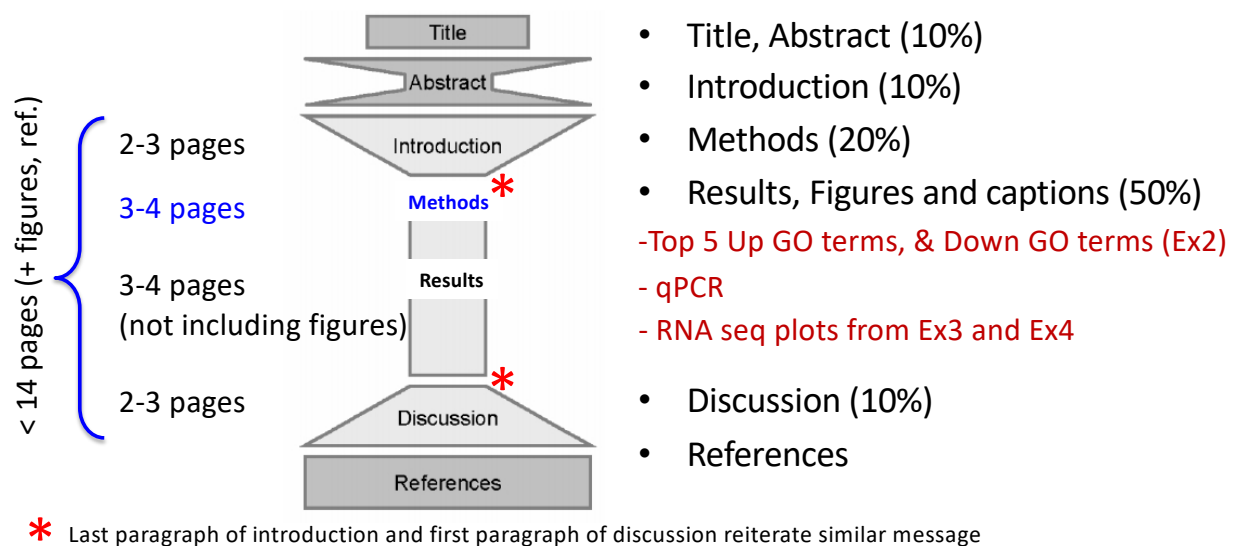 < 14 pages (+ figures, ref.)
2-3 pages
3-4 pages
3-4 pages
(not including figures)
2-3 pages
Title
Abstract
Introduction
*
Methods
Results
*
Discussion
References
• Title, Abstract (10%)
• Introduction (10%)
• Methods (20%)
• Results, Figures and captions (50%)
-Top 5 Up GO terms, & Down GO terms (Ex2)
- qPCR
- RNA seq plots from Ex3 and Ex4
• Discussion (10%)
• References
* Last paragraph of introduction and first paragraph of discussion reiterate similar message